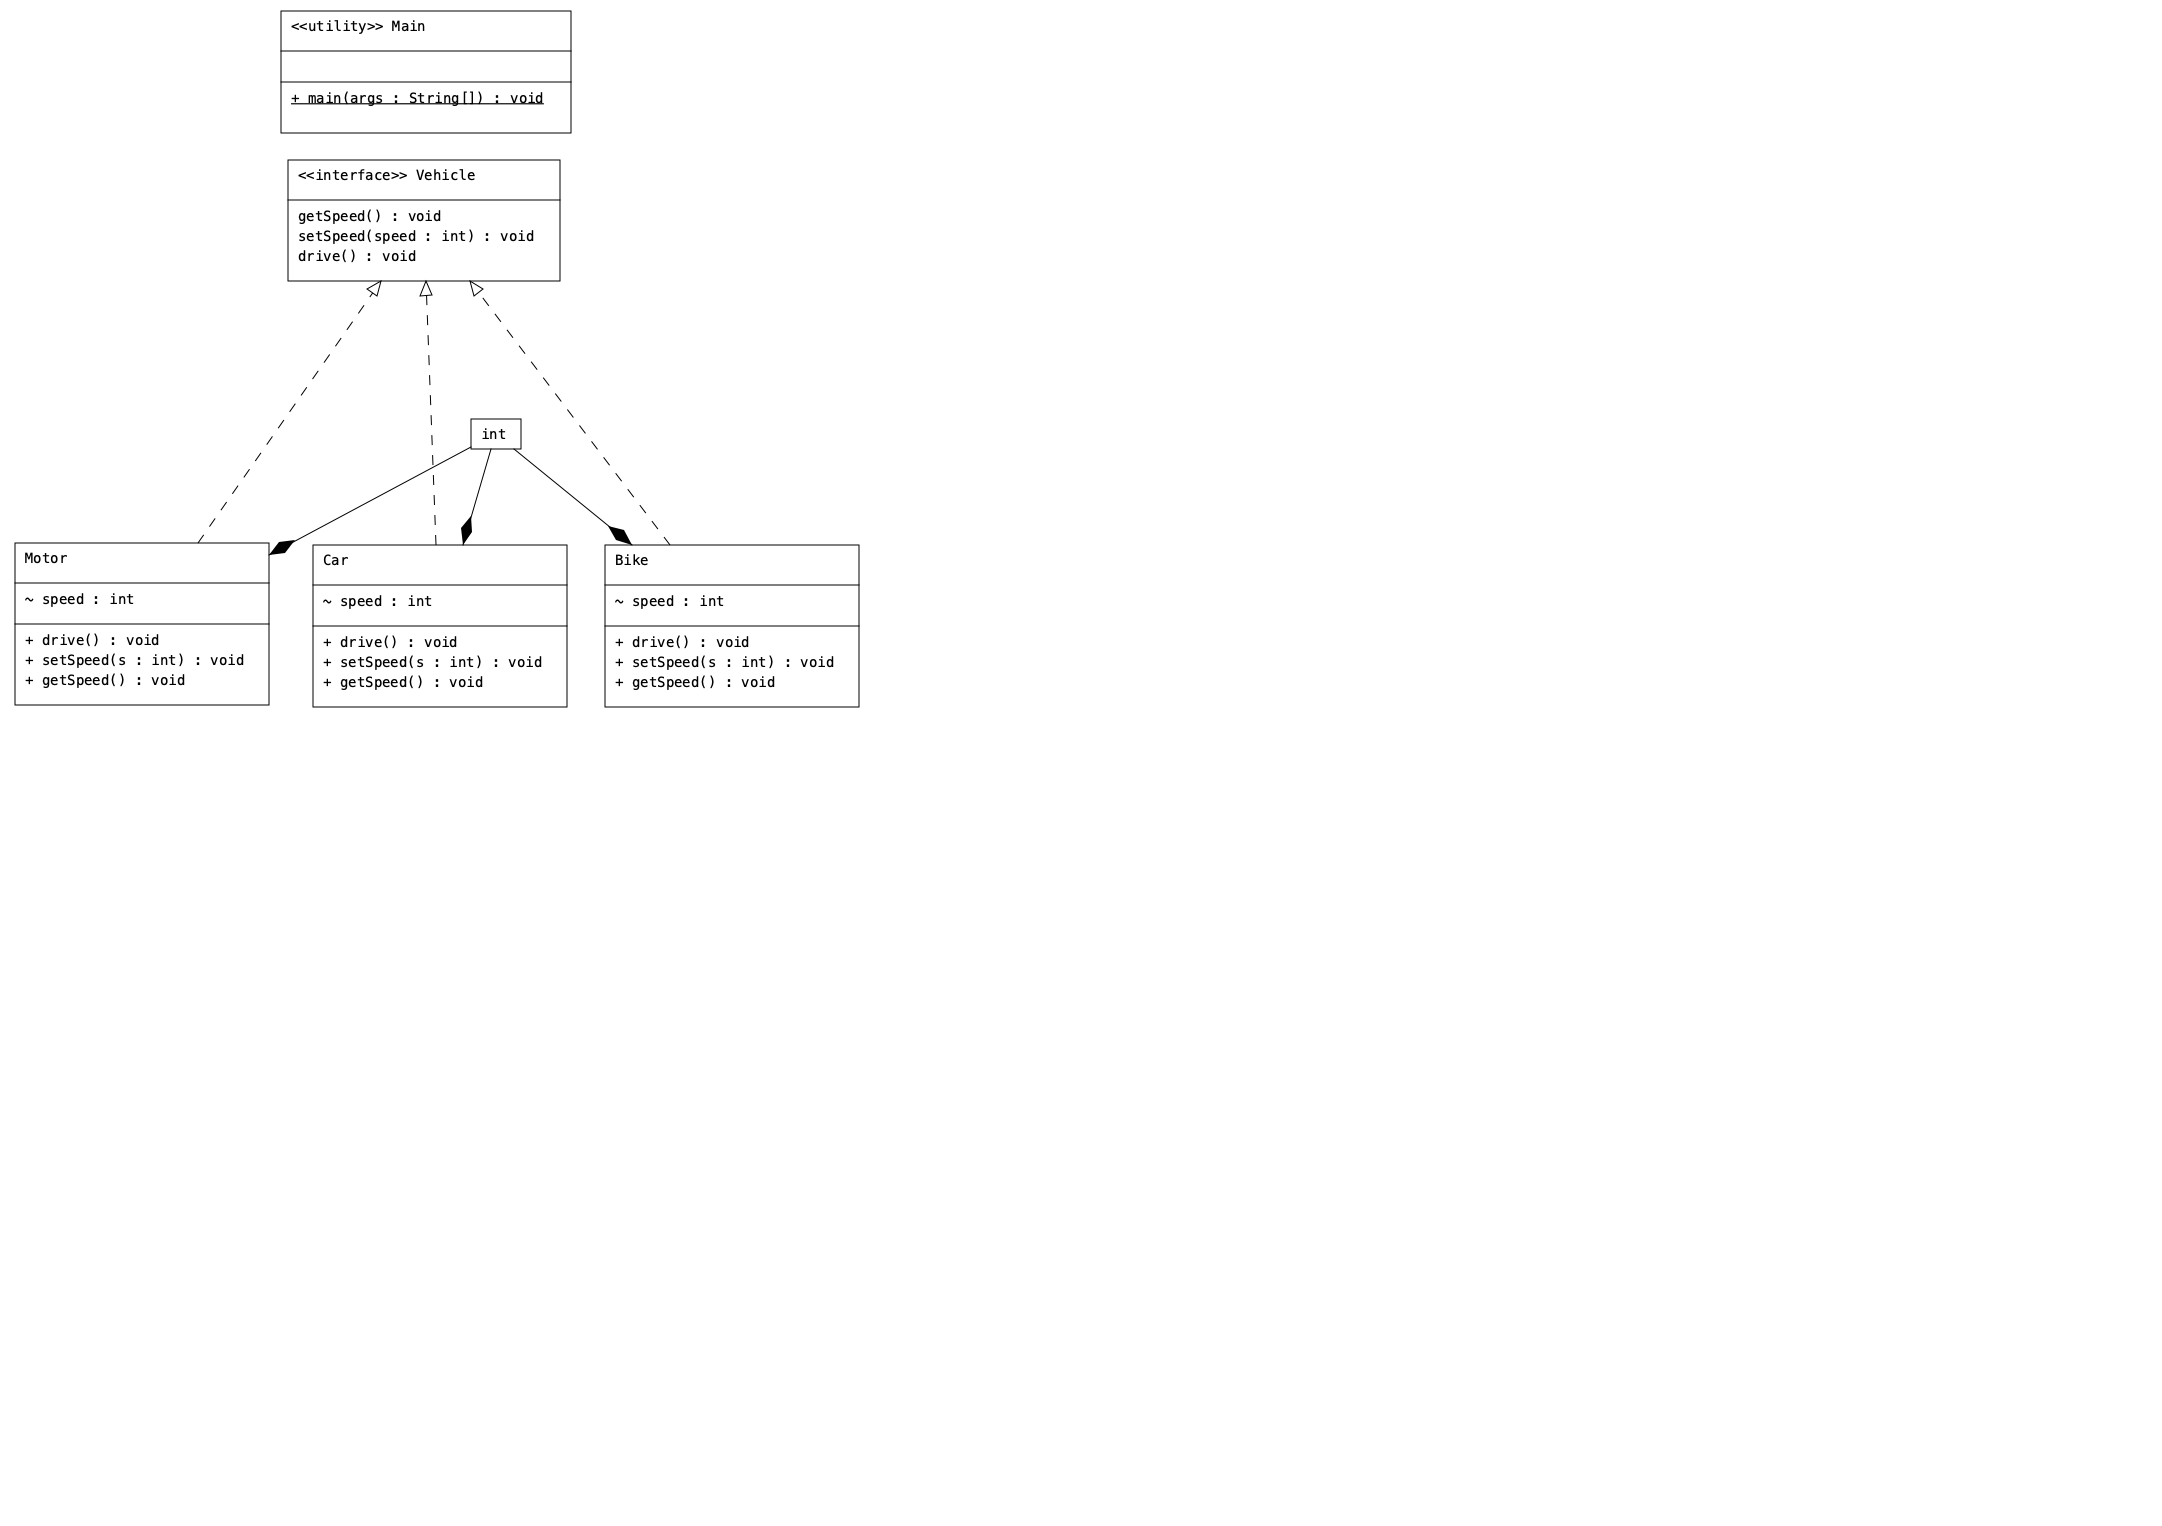 <<utility>> Main
+ main(args : String[]) : void
<<interface>> Vehicle
getSpeed() : void
setSpeed(speed : int) : void
drive() : void
int
Motor
~ speed : int
+ drive() : void
+ setSpeed(s : int) : void
+ getSpeed() : void
Car
~ speed : int
+ drive() : void
+ setSpeed(s : int) : void
+ getSpeed() : void
Bike
~ speed : int
+ drive() : void
+ setSpeed(s : int) : void
+ getSpeed() : void